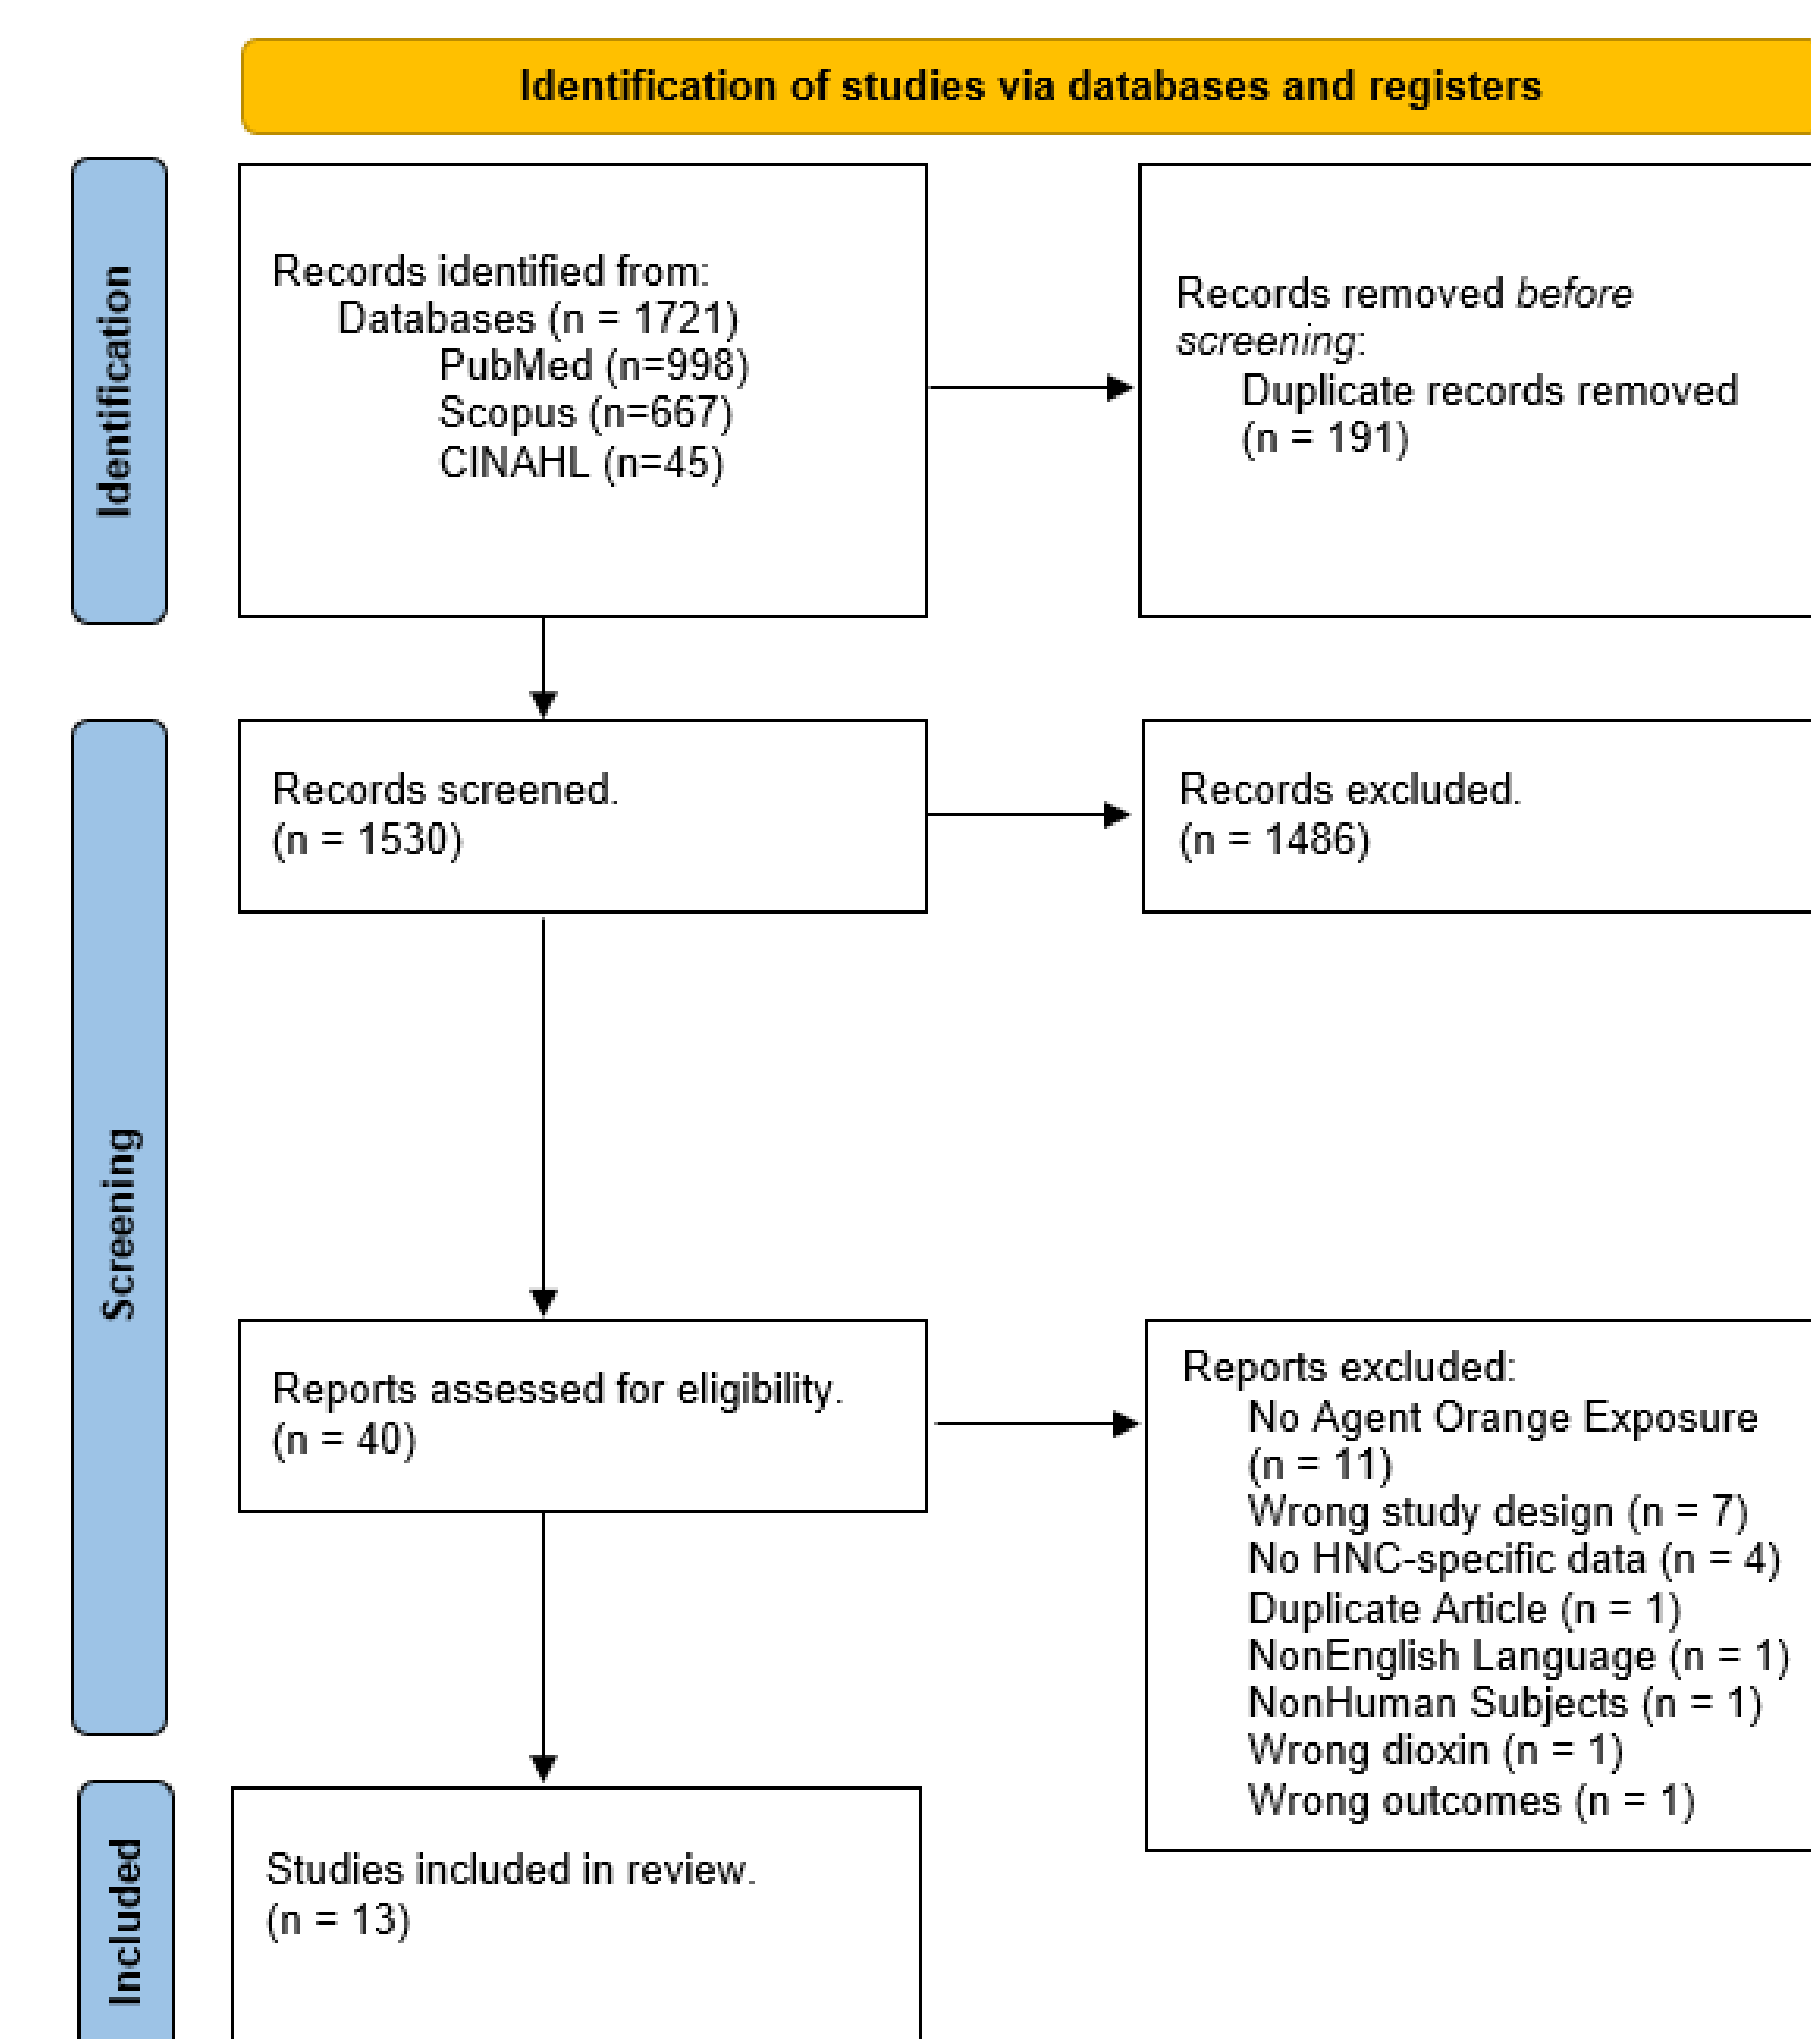 Identification of studies via databases and registers
Identification
Records identified from:
Databases (n = 1721)
PubMed (n=998)
Scopus (n=667)
CINAHL (n=45)
Records removed before
screening:
Duplicate records removed
(n = 191)
Screening
Records screened.
(n = 1530)
Records excluded.
(n = 1486)
Reports assessed for eligibility.
(n = 40)
Reports excluded:
No Agent Orange Exposure
(n = 11)
Wrong study design (n = 7)
No HNC-specific data (n = 4)
Duplicate Article (n = 1)
NonEnglish Language (n = 1)
NonHuman Subjects (n = 1)
Wrong dioxin (n = 1)
Wrong outcomes (n = 1)
Included
Studies included in review.
(n = 13)